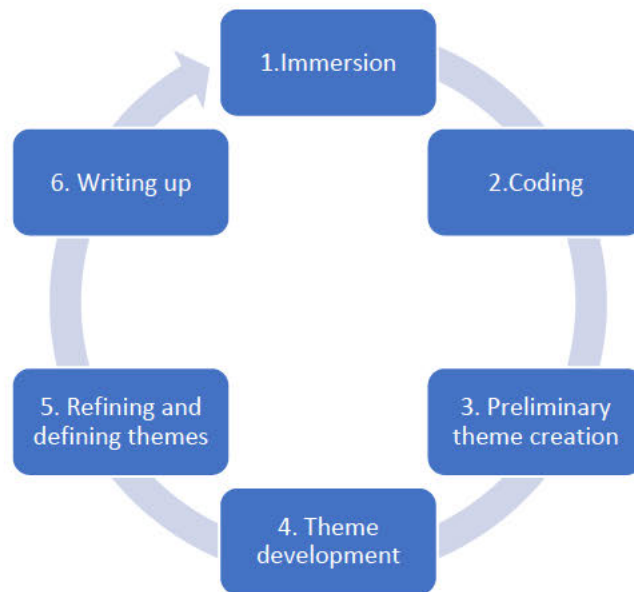 1.Immersion
2.Coding
3. Preliminary
theme creation
4. Theme
development
5. Refining and
defining themes
6. Writing up